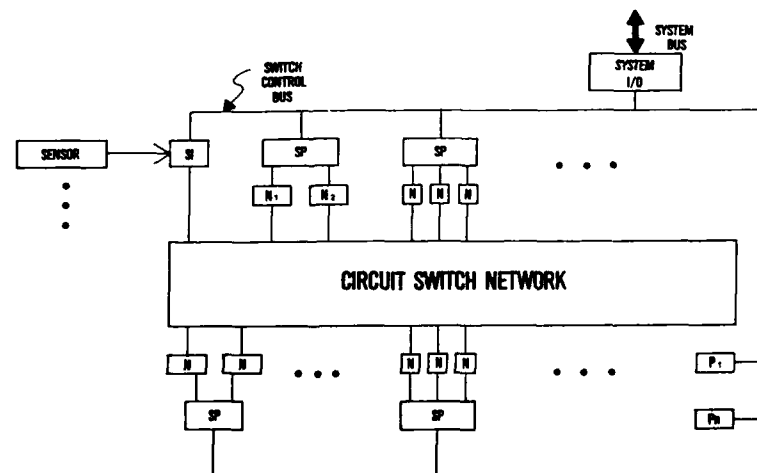 SYSTEM
BUS
SYSTEM
I/O
SWITCH
CONTROL
BUS
SENSOR
SI
SP
SP
N1
N2
N
N
N
CIRCUIT SWITCH NETWORK
N
N
N
N
N
P1
SP
SP
Pn